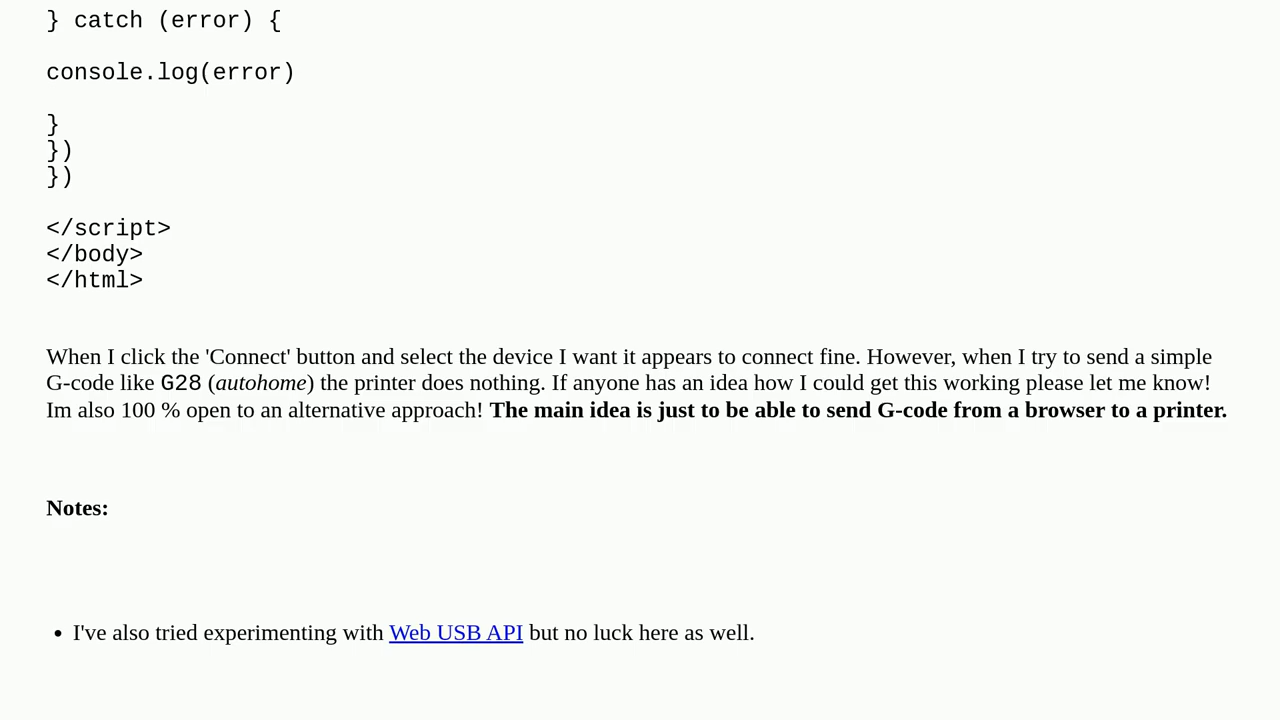 } catch (error) {
console.log(error)
}
})
})
</script>
</body>
</html>
When I click the 'Connect' button and select the device I want it appears to connect fine. However, when I try to send a simple
G-code like G28 (autohome) the printer does nothing. If anyone has an idea how I could get this working please let me know!
Im also 100 % open to an alternative approach! The main idea is just to be able to send G-code from a browser to a printer.
Notes:
• I've also tried experimenting with Web USB API but no luck here as well.